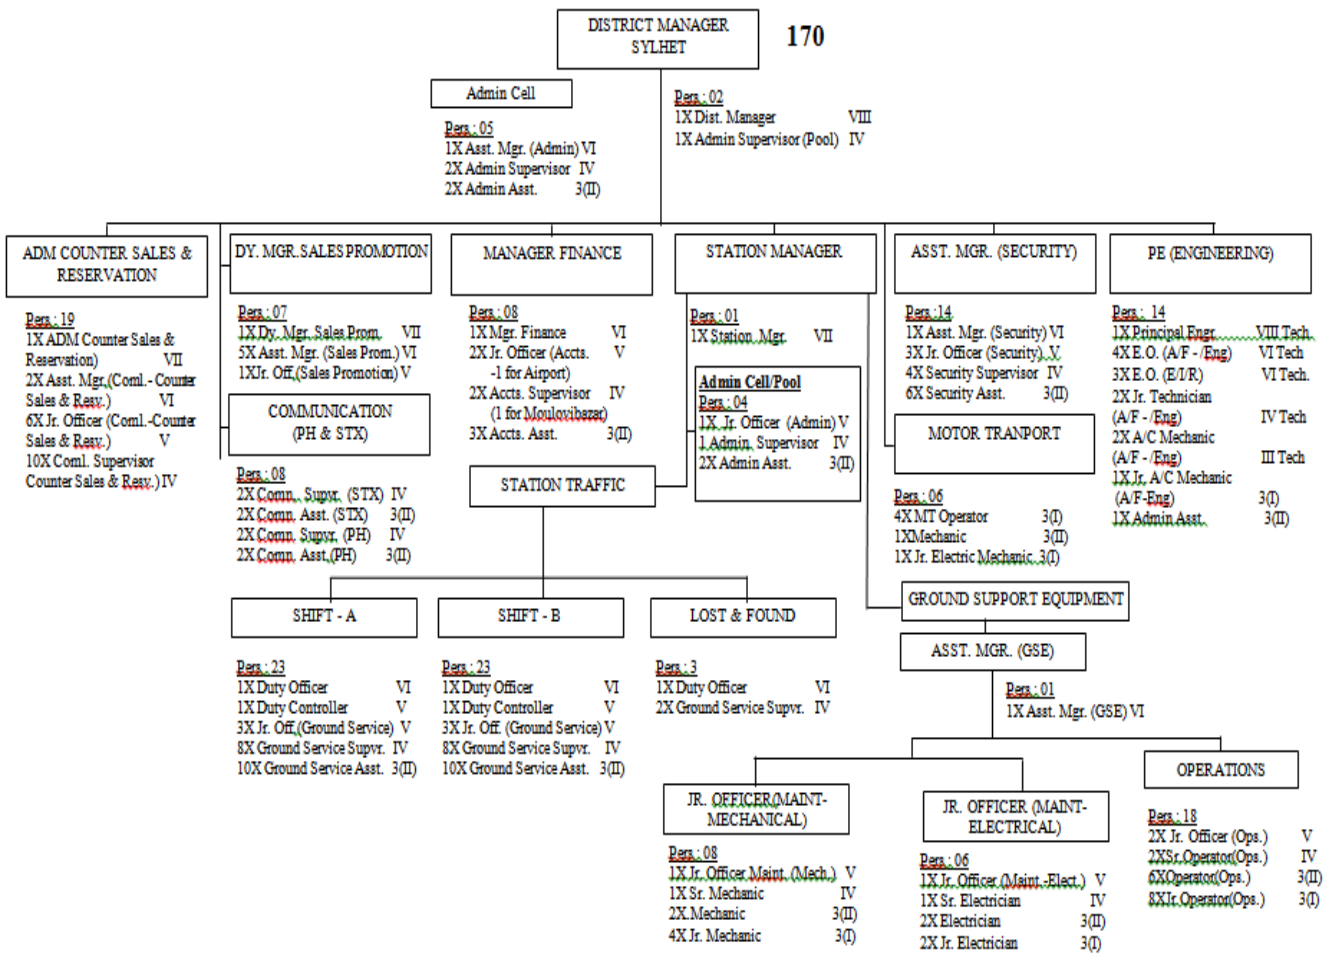 DISTRICT MANAGER
SYLHET
170
Admin Cell
Pers.: 05
1X Asst. Mgr. (Admin) VI
2X Admin Supervisor IV
2X Admin Asst. 3(II)
Pers.: 02
1X Dist. Manager VIII
1X Admin Supervisor (Pool) IV
ADM COUNTER SALES &
RESERVATION
Pers.: 19
1X ADM Counter Sales &
Reservation) VII
2X Asst. Mgr.(Coml.- Counter
Sales & Resv.) VI
6X Jr. Officer (Coml.-Counter
Sales & Resv.) V
10X Coml. Supervisor
Counter Sales & Resv.) IV
DY. MGR. SALES PROMOTION
Pers.: 07
1X Dy. Mgr. Sales Prom. VII
5X Asst. Mgr. (Sales Prom.) VI
1X Jr. Off.(Sales Promotion) V
COMMUNICATION
(PH & STX)
Pers.: 08
2X Comn. Supvr. (STX) IV
2X Comn. Asst. (STX) 3(II)
2X Comn. Supvr. (PH) IV
2X Comn. Asst.(PH) 3(II)
MANAGER FINANCE
Pers.: 08
1X Mgr. Finance VI
2X Jr. Officer (Accts. V
-1 for Airport)
2X Accts. Supervisor IV
(1 for Moulovibazar)
3X Accts. Asst. 3(II)
STATION MANAGER
Pers.: 01
1X Station Mgr. VII
Admin Cell/Pool
Pers.: 04
1X Jr. Officer (Admin) V
1 Admin. Supervisor IV
2X Admin Asst. 3(II)
ASST. MGR. (SECURITY)
Pers.:14
1X Asst. Mgr. (Security) VI
3X Jr. Officer (Security) V
4X Security Supervisor IV
6X Security Asst. 3(II)
MOTOR TRANPORT
Pers.: 06
4X MT Operator 3(I)
1XMechanic 3(II)
1X Jr. Electric Mechanic 3(I)
PE (ENGINEERING)
Pers.: 14
1X Principal Engr. VIII Tech.
4X E.O. (A/F - /Eng) VI Tech
3X E.O. (E/I/R) VI Tech.
2X Jr. Technician
(A/F - /Eng) IV Tech
2X A/C Mechanic
(A/F - /Eng) III Tech
1X Jr. A/C Mechanic
(A/F-Eng) 3(I)
1X Admin Asst. 3(II)
STATION TRAFFIC
SHIFT - A
Pers.: 23
1X Duty Officer VI
1X Duty Controller V
3X Jr. Off.(Ground Service) V
8X Ground Service Supvr. IV
10X Ground Service Asst. 3(II)
SHIFT - B
Pers.: 23
1X Duty Officer VI
1X Duty Controller V
3X Jr. Off. (Ground Service) V
8X Ground Service Supvr. IV
10X Ground Service Asst. 3(II)
LOST & FOUND
Pers.: 3
1X Duty Officer VI
2X Ground Service Supvr. IV
GROUND SUPPORT EQUIPMENT
ASST. MGR. (GSE)
Pers.: 01
1X Asst. Mgr. (GSE) VI
JR. OFFICER(MAINT-
MECHANICAL)
Pers.: 08
1X Jr. Officer Maint. (Mech.) V
1X Sr. Mechanic IV
2X Mechanic 3(II)
4X Jr. Mechanic 3(I)
JR. OFFICER (MAINT-
ELECTRICAL)
Pers.: 06
1X Jr. Officer (Maint.-Elect.) V
1X Sr. Electrician IV
2X Electrician 3(II)
2X Jr. Electrician 3(I)
OPERATIONS
Pers.: 18
2X Jr. Officer (Ops.) V
2XSr.Operator(Ops.) IV
6XOperator(Ops.) 3(II)
8XJr.Operator(Ops.) 3(I)